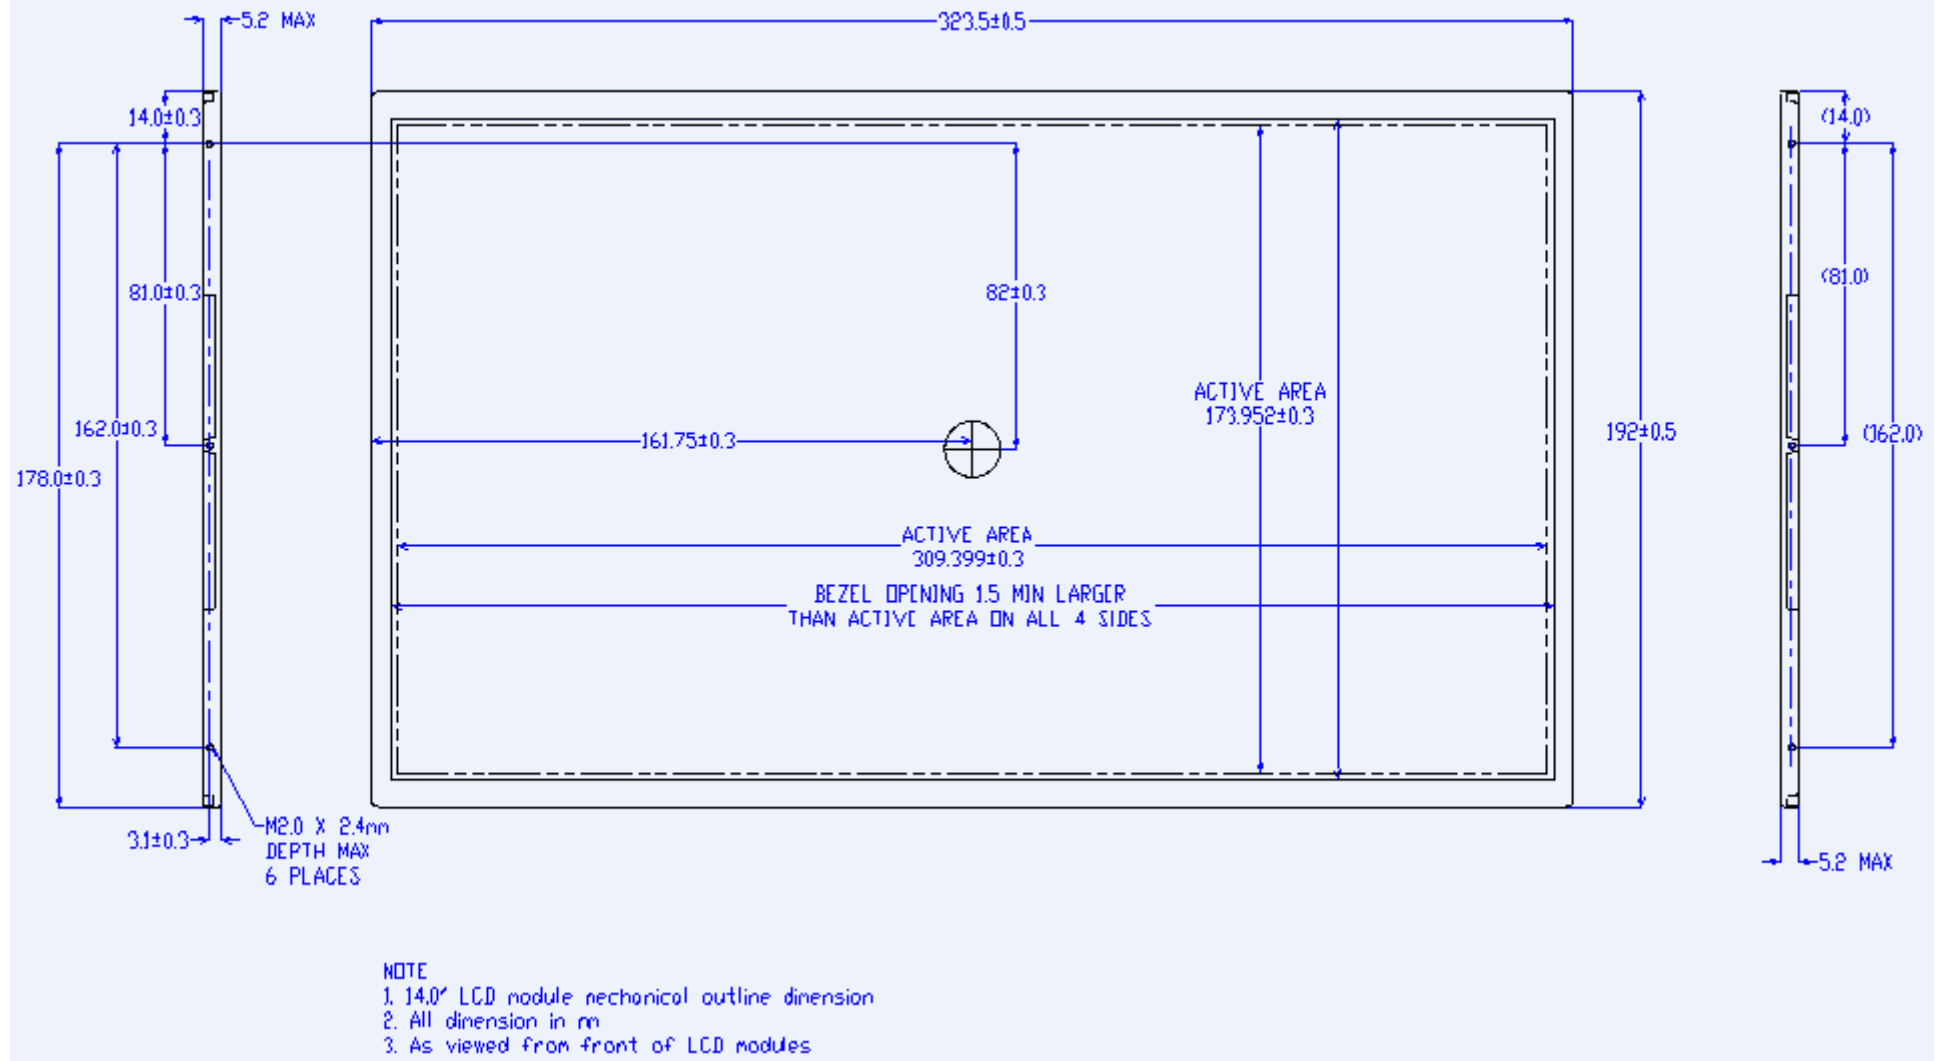 5.2 MAX
323.5±0.5
14.0±0.3
(14.0)
81.0±0.3
82±0.3
(81.0)
ACTIVE AREA
173.952±0.3
162.0±0.3
161.75±0.3
192±0.5
(162.0)
178.0±0.3
ACTIVE AREA
309.399±0.3
BEZEL OPENING 1.5 MIN LARGER
THAN ACTIVE AREA ON ALL 4 SIDES
3.1±0.3
M2.0 X 2.4mm
DEPTH MAX
6 PLACES
5.2 MAX
NOTE
1. 14.0" LCD module mechanical outline dimension
2. All dimension in mm
3. As viewed from front of LCD modules